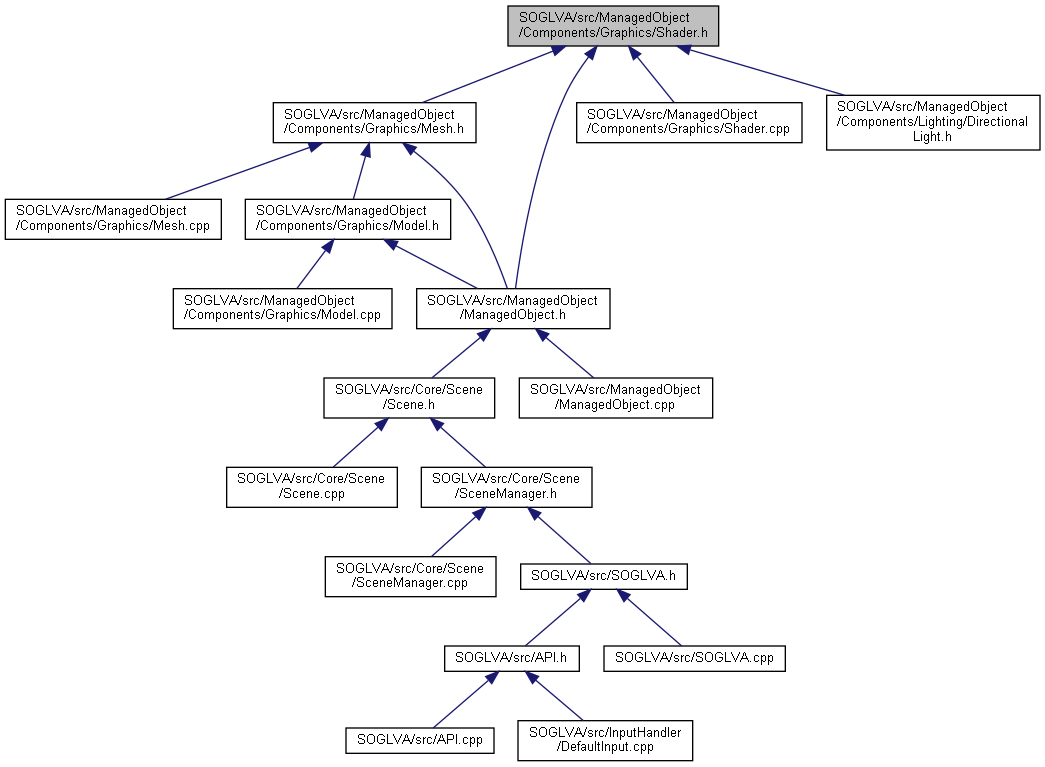 SOGLVA/src/ManagedObject
/Components/Graphics/Shader.h
SOGLVA/src/ManagedObject
/Components/Graphics/Mesh.h
SOGLVA/src/ManagedObject
/Components/Graphics/Shader.cpp
SOGLVA/src/ManagedObject
/Components/Lighting/Directional
Light.h
SOGLVA/src/ManagedObject
/Components/Graphics/Mesh.cpp
SOGLVA/src/ManagedObject
/Components/Graphics/Model.h
SOGLVA/src/ManagedObject
/Components/Graphics/Model.cpp
SOGLVA/src/ManagedObject
/ManagedObject.h
SOGLVA/src/Core/Scene
/Scene.h
SOGLVA/src/ManagedObject
/ManagedObject.cpp
SOGLVA/src/Core/Scene
/Scene.cpp
SOGLVA/src/Core/Scene
/SceneManager.h
SOGLVA/src/Core/Scene
/SceneManager.cpp
SOGLVA/src/SOGLVA.h
SOGLVA/src/API.h
SOGLVA/src/SOGLVA.cpp
SOGLVA/src/API.cpp
SOGLVA/src/InputHandler
/DefaultInput.cpp